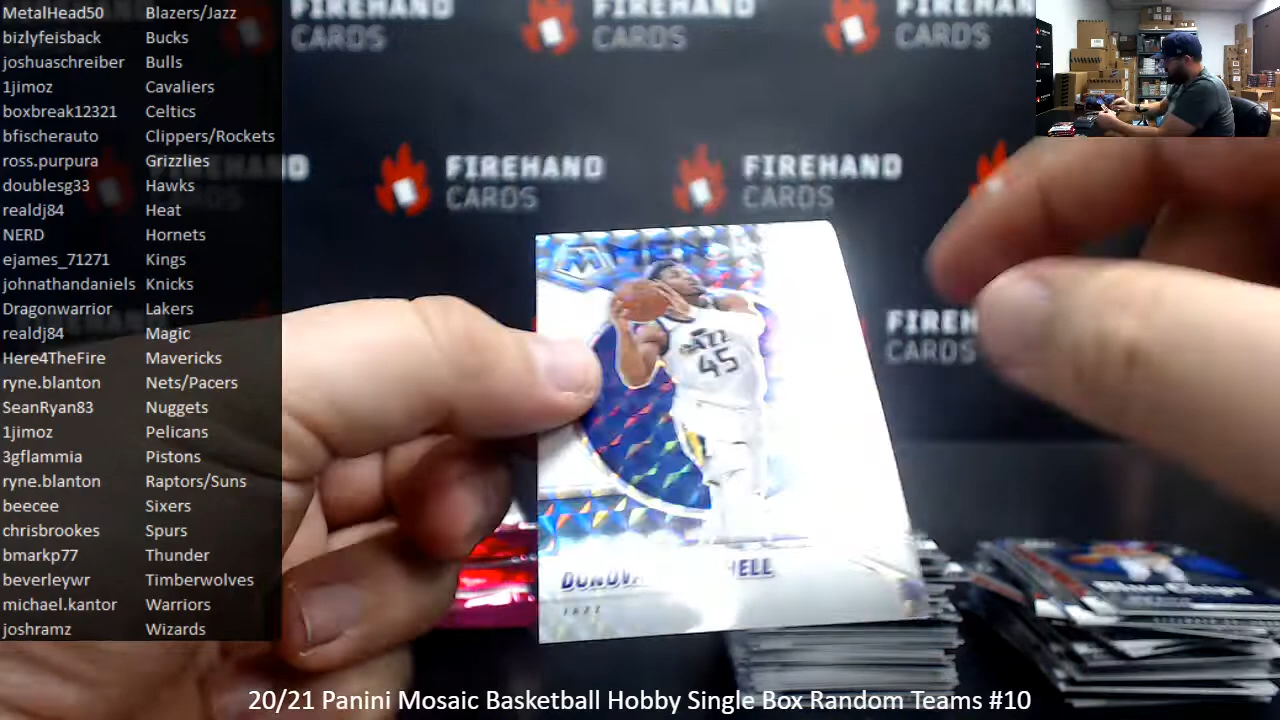 MetalHead50 Blazers/Jazz
bizlyfeisback Bucks
joshuaschreiber Bulls
1jimoz Cavaliers
boxbreak12321 Celtics
bfischerauto Clippers/Rockets
ross.purpura Grizzlies
doublesg33 Hawks
realdj84 Heat
NERD Hornets
ejames_71271 Kings
johnathandaniels Knicks
Dragonwarrior Lakers
realdj84 Magic
Here4TheFire Mavericks
ryne.blanton Nets/Pacers
SeanRyan83 Nuggets
1jimoz Pelicans
3gflammia Pistons
ryne.blanton Raptors/Suns
beecee Sixers
chrisbrookes Spurs
bmarkp77 Thunder
beverleywr Timberwolves
michael.kantor Warriors
joshramz Wizards
FIREHAND
CARDS
FIREHAND
CARDS
FIREHAN
CARDS
FIREHAND
CARDS
FIREHAND
CARDS
FIREH
CARDS
M
JAZZ
45
JAZZ
20/21 Panini Mosaic Basketball Hobby Single Box Random Teams #10